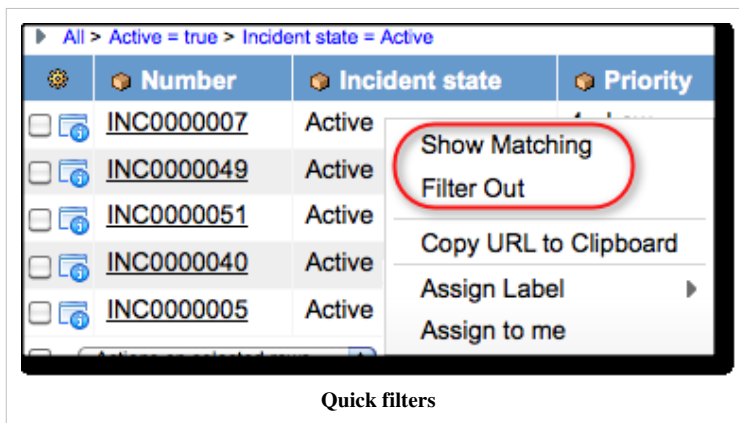 All > Active = true > Incident state = Active
Number Incident state Priority
INC0000007 Active
Show Matching
INC0000049 Active
Filter Out
INC0000051 Active
Copy URL to Clipboard
INC0000040 Active
Assign Label
INC0000005 Active
Assign to me
Quick filters